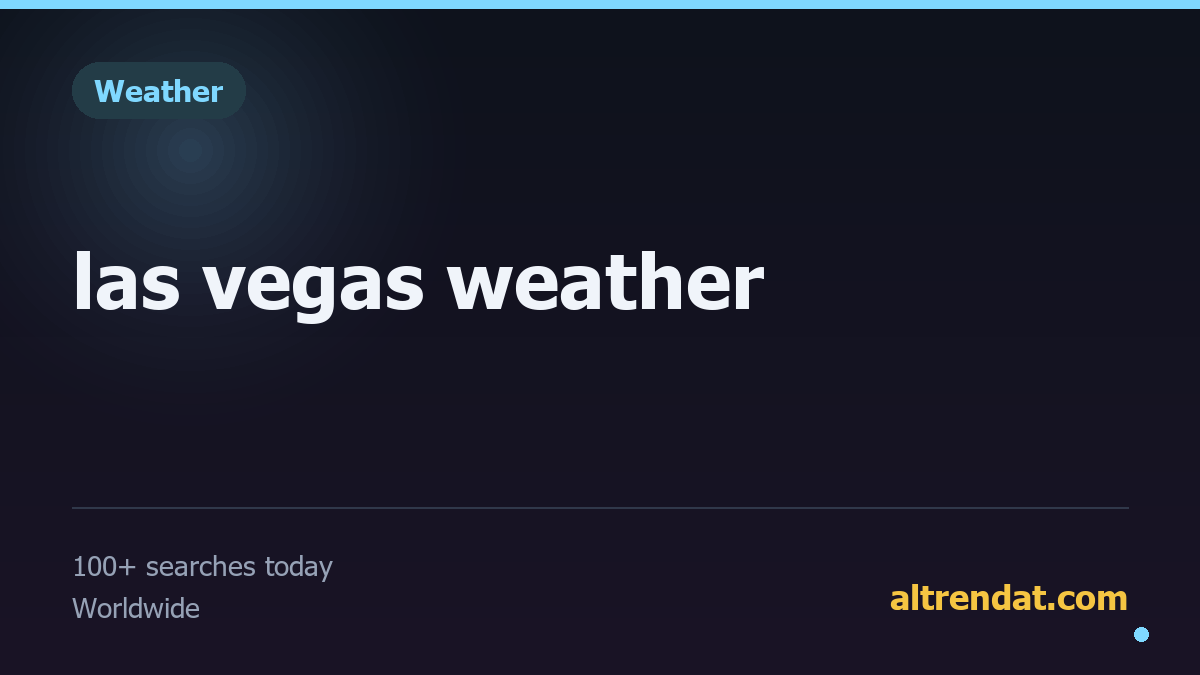 Weather
las vegas weather
100+ searches today
Worldwide
altrendat.com